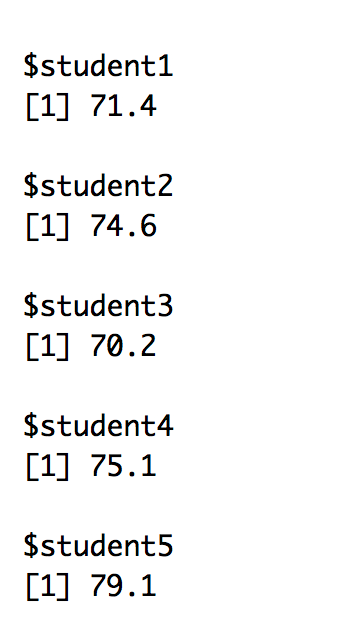 $student1
[1] 71.4
$student2
[1] 74.6
$student3
[1] 70.2
$student4
[1] 75.1
$student5
[1] 79.1